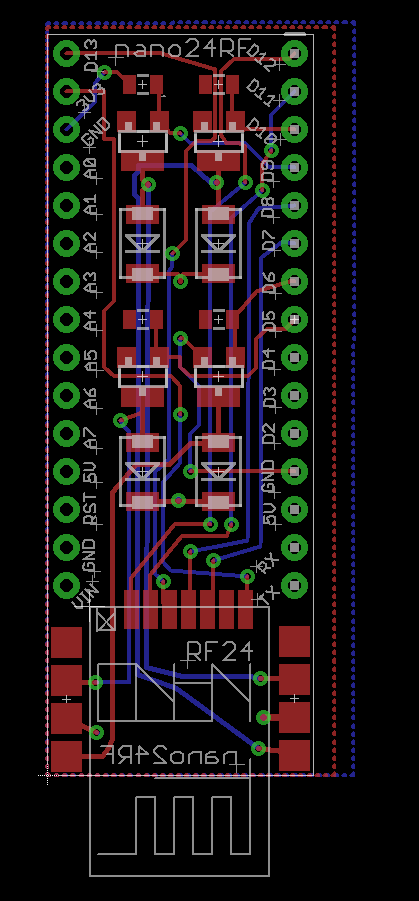 nano24RF
D13
3V3
GND
A0
A1
A2
A3
A4
A5
A6
A7
5V
RST
GND
VIN
D12
D11
D10
D9
D8
D7
D6
D5
D4
D3
D2
GND
5V
RX
TX
RF24
nano24RF